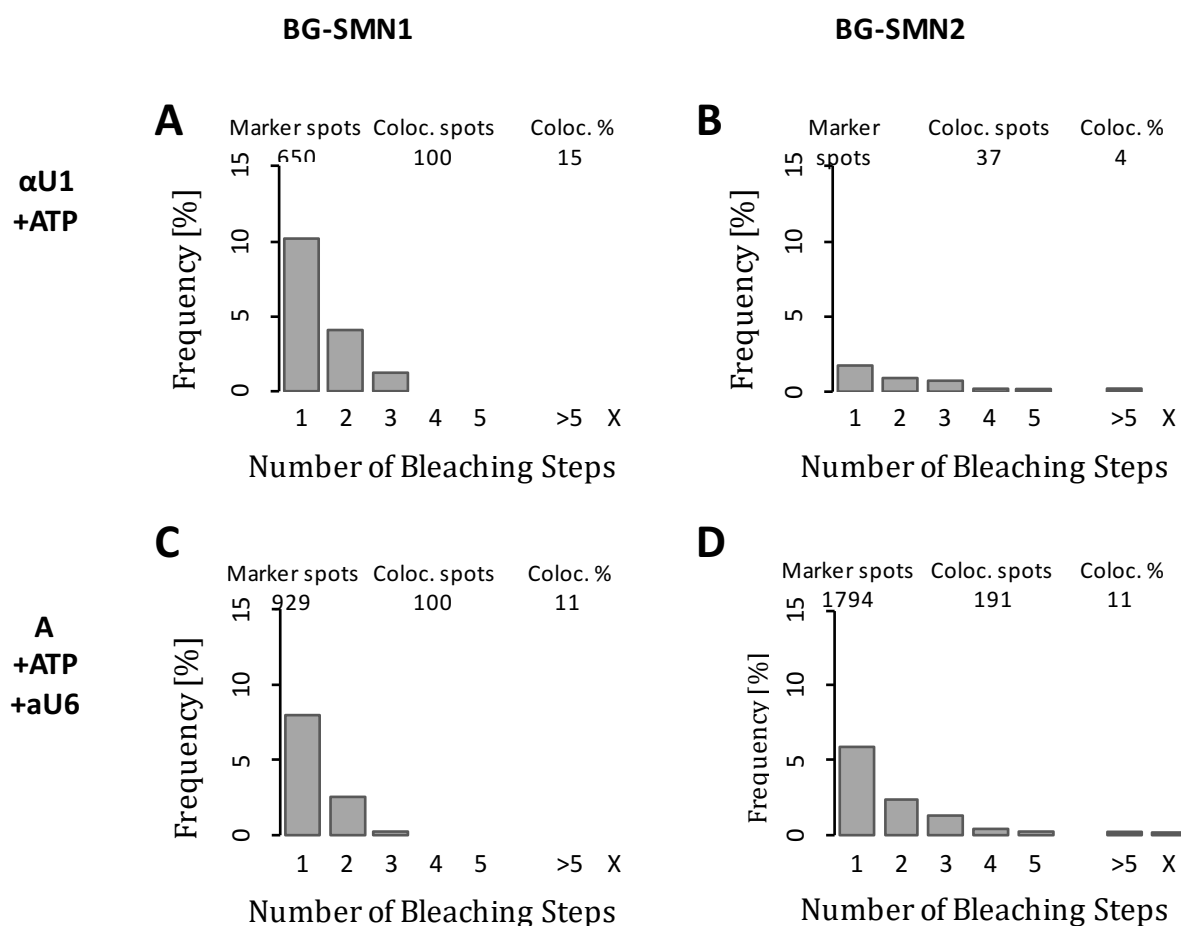 BG-SMN1
BG-SMN2
αU1
+ATP
A
Marker spots Coloc. spots Coloc. %
650 100 15
Frequency [%]
15
10
5
0
1 2 3 4 5 >5 X
Number of Bleaching Steps
B
Marker Coloc. spots Coloc. %
spots 37 4
Frequency [%]
15
10
5
0
1 2 3 4 5 >5 X
Number of Bleaching Steps
A
+ATP
+aU6
C
Marker spots Coloc. spots Coloc. %
929 100 11
Frequency [%]
15
10
5
0
1 2 3 4 5 >5 X
Number of Bleaching Steps
D
Marker spots Coloc. spots Coloc. %
1794 191 11
Frequency [%]
15
10
5
0
1 2 3 4 5 >5 X
Number of Bleaching Steps